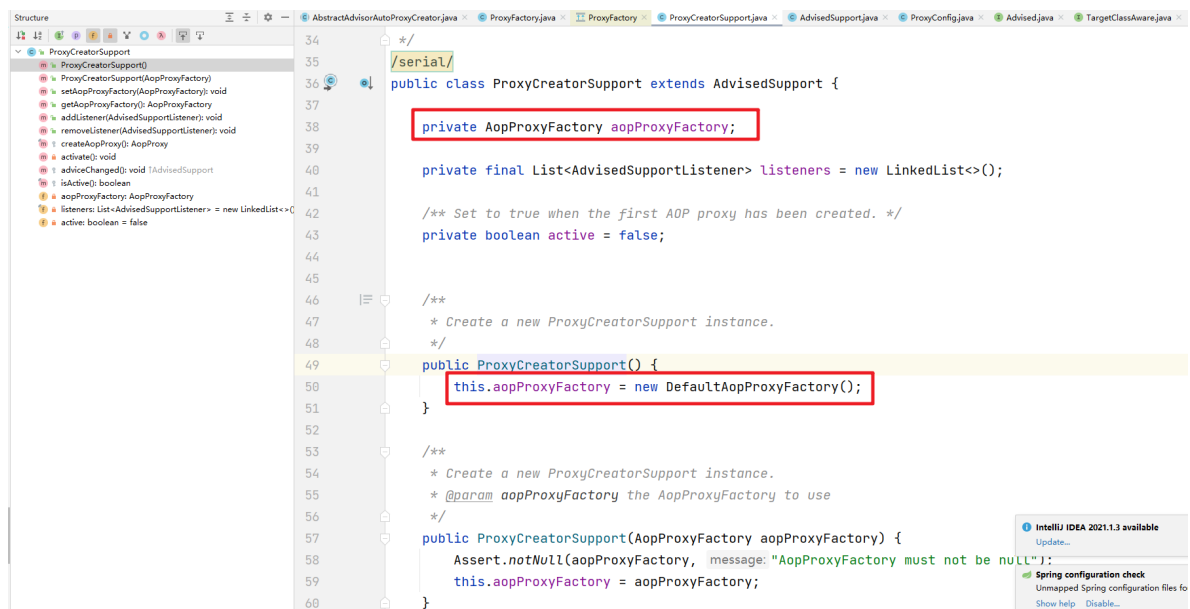 Structure
AbstractAdvisorAutoProxyCreator.java
ProxyFactory.java
ProxyFactory
ProxyCreatorSupport.java
AdvisedSupport.java
ProxyConfig.java
Advised.java
TargetClassAware.java
ProxyCreatorSupport
ProxyCreatorSupport()
ProxyCreatorSupport(AopProxyFactory)
setAopProxyFactory(AopProxyFactory): void
getAopProxyFactory(): AopProxyFactory
addListener(AdvisedSupportListener): void
removeListener(AdvisedSupportListener): void
createAopProxy(): AopProxy
activate(): void
adviceChanged(): void ↑AdvisedSupport
isActive(): boolean
aopProxyFactory: AopProxyFactory
listeners: List<AdvisedSupportListener> = new LinkedList<>()
active: boolean = false
34 */
35 /serial/
36 public class ProxyCreatorSupport extends AdvisedSupport {
37
38 private AopProxyFactory aopProxyFactory;
39
40 private final List<AdvisedSupportListener> listeners = new LinkedList<>();
41
42 /** Set to true when the first AOP proxy has been created. */
43 private boolean active = false;
44
45
46 /**
47 * Create a new ProxyCreatorSupport instance.
48 */
49 public ProxyCreatorSupport() {
50 this.aopProxyFactory = new DefaultAopProxyFactory();
51 }
52
53 /**
54 * Create a new ProxyCreatorSupport instance.
55 * @param aopProxyFactory the AopProxyFactory to use
56 */
57 public ProxyCreatorSupport(AopProxyFactory aopProxyFactory) {
58 Assert.notNull(aopProxyFactory, message: "AopProxyFactory must not be null");
59 this.aopProxyFactory = aopProxyFactory;
60 }
IntelliJ IDEA 2021.1.3 available
Update...
Spring configuration check
Unmapped Spring configuration files fo
Show help Disable...